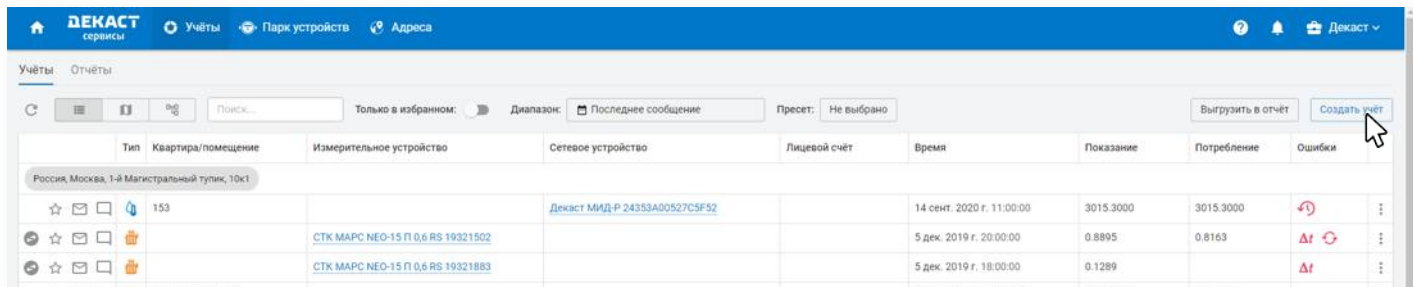 ДЕКАСТ сервисы Учёты Парк устройств Адреса Декаст
Учёты Отчёты
Поиск... Только в избранном: Диапазон: Последнее сообщение Пресет: Не выбрано Выгрузить в отчёт Создать учёт
Тип Квартира/помещение Измерительное устройство Сетевое устройство Лицевой счёт Время Показание Потребление Ошибки
Россия, Москва, 1-й Магистральный тупик, 10к1
153 Декаст МИД-Р 24353A00527C5F52 14 сент. 2020 г. 11:00:00 3015.3000 3015.3000
СТК МАРС NEO-15 П 0,6 RS 19321502 5 дек. 2019 г. 20:00:00 0.8895 0.8163 Δt
СТК МАРС NEO-15 П 0,6 RS 19321883 5 дек. 2019 г. 18:00:00 0.1289 Δt